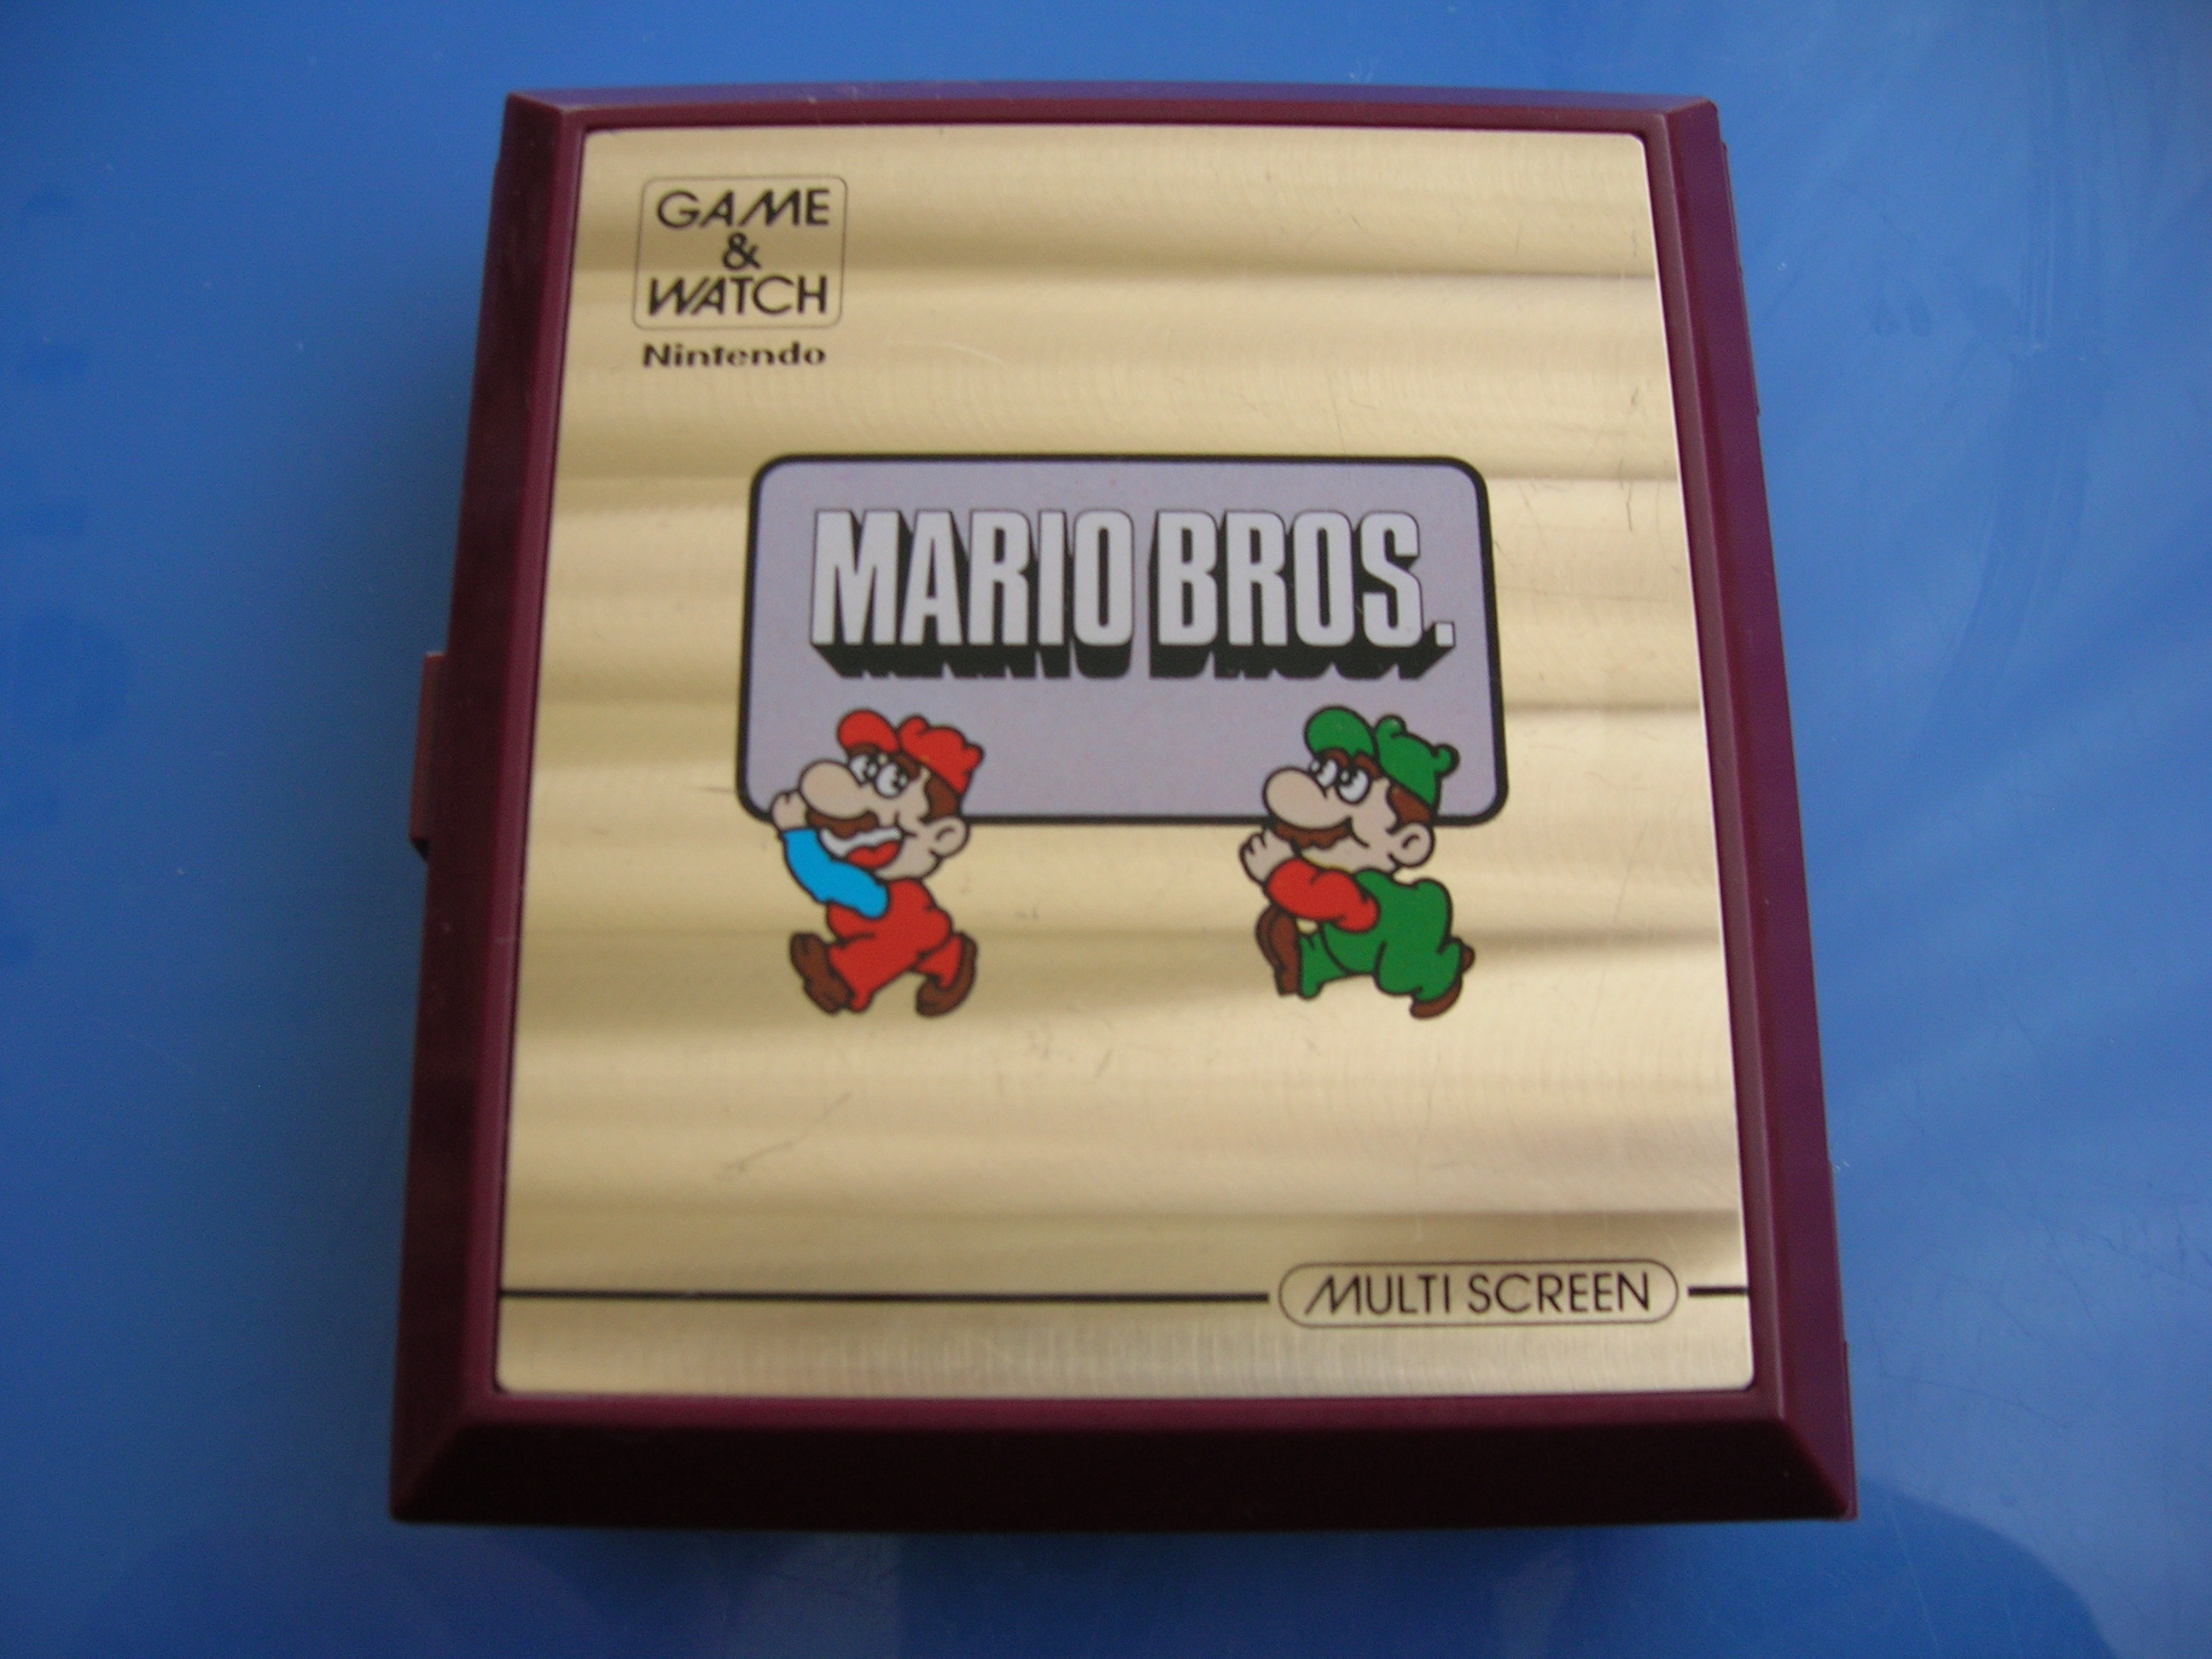 GAME
&
WATCH
Nintendo
MARIO BROS.
MULTI SCREEN